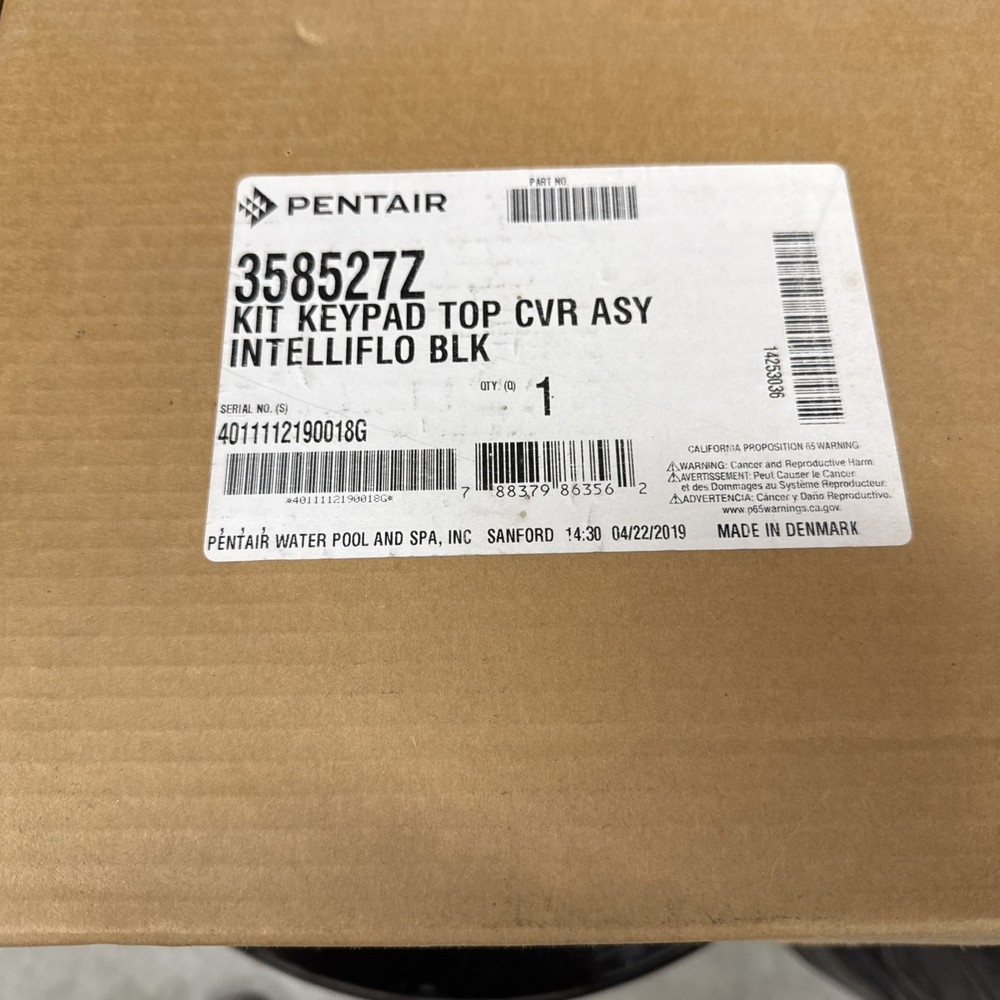 PENTAIR
PART NO.
358527Z
KIT KEYPAD TOP CVR ASY
INTELLIFLO BLK
QTY. (Q) 1
SERIAL NO. (S)
4011112190018G
*4011112190018G*
7 88379 86356 2
14253036
CALIFORNIA PROPOSITION 65 WARNING
WARNING: Cancer and Reproductive Harm
AVERTISSEMENT: Peut Causer le Cancer
et des Dommages au Système Reproducteur.
ADVERTENCIA: Cáncer y Daño Reproductivo.
www.p65warnings.ca.gov
PENTAIR WATER POOL AND SPA, INC SANFORD 14:30 04/22/2019 MADE IN DENMARK